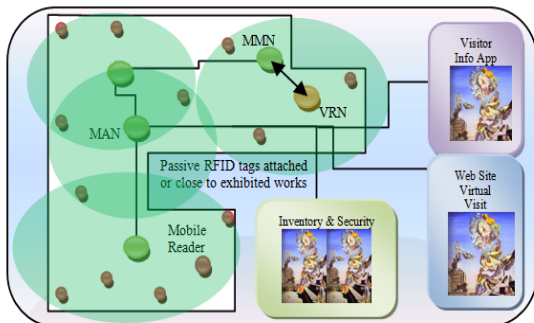 MMN
VRN
MAN
Passive RFID tags attached
or close to exhibited works
Mobile
Reader
Inventory & Security
Visitor
Info App
Web Site
Virtual
Visit